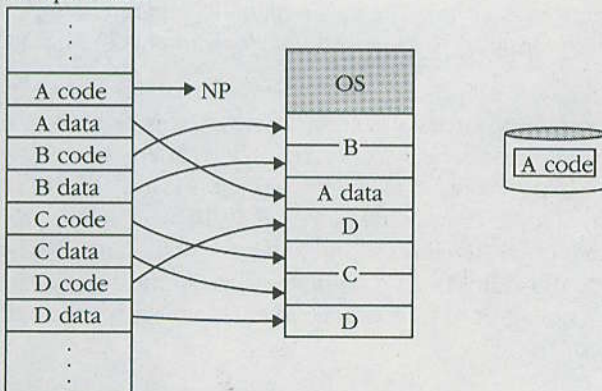 A code
A data
B code
B data
C code
C data
D code
D data
NP
OS
B
A data
D
C
D
A code